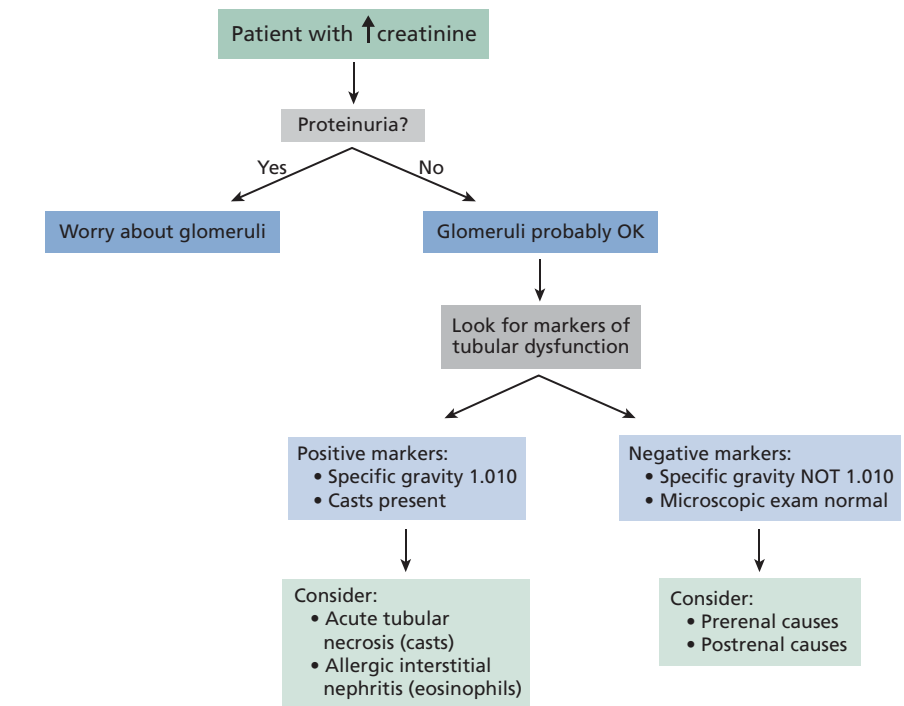 Patient with ↑ creatinine
Proteinuria?
Yes
No
Worry about glomeruli
Glomeruli probably OK
Look for markers of
tubular dysfunction
Positive markers:
• Specific gravity 1.010
• Casts present
Negative markers:
• Specific gravity NOT 1.010
• Microscopic exam normal
Consider:
• Acute tubular
necrosis (casts)
• Allergic interstitial
nephritis (eosinophils)
Consider:
• Prerenal causes
• Postrenal causes